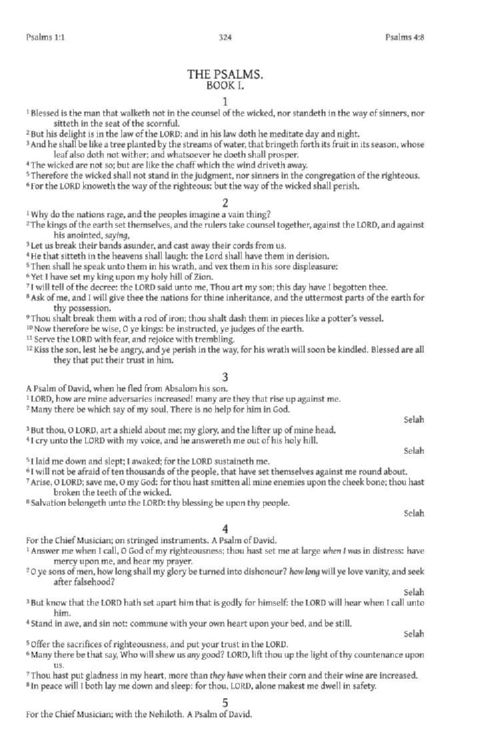 Psalms 1:1 324 Psalms 4:8
THE PSALMS.
BOOK I.
1
1 Blessed is the man that walketh not in the counsel of the wicked, nor standeth in the way of sinners, nor
sitteth in the seat of the scornful.
2 But his delight is in the law of the LORD; and in his law doth he meditate day and night.
3 And he shall be like a tree planted by the streams of water, that bringeth forth its fruit in its season, whose
leaf also doth not wither; and whatsoever he doeth shall prosper.
4 The wicked are not so; but are like the chaff which the wind driveth away.
5 Therefore the wicked shall not stand in the judgment, nor sinners in the congregation of the righteous.
6 For the LORD knoweth the way of the righteous: but the way of the wicked shall perish.
2
1 Why do the nations rage, and the peoples imagine a vain thing?
2 The kings of the earth set themselves, and the rulers take counsel together, against the LORD, and against
his anointed, saying,
3 Let us break their bands asunder, and cast away their cords from us.
4 He that sitteth in the heavens shall laugh: the Lord shall have them in derision.
5 Then shall he speak unto them in his wrath, and vex them in his sore displeasure:
6 Yet I have set my king upon my holy hill of Zion.
7 I will tell of the decree: the LORD said unto me, Thou art my son; this day have I begotten thee.
8 Ask of me, and I will give thee the nations for thine inheritance, and the uttermost parts of the earth for
thy possession.
9 Thou shalt break them with a rod of iron; thou shalt dash them in pieces like a potter's vessel.
10 Now therefore be wise, O ye kings: be instructed, ye judges of the earth.
11 Serve the LORD with fear, and rejoice with trembling.
12 Kiss the son, lest he be angry, and ye perish in the way, for his wrath will soon be kindled. Blessed are all
they that put their trust in him.
3
A Psalm of David, when he fled from Absalom his son.
1 LORD, how are mine adversaries increased! many are they that rise up against me.
2 Many there be which say of my soul, There is no help for him in God.
Selah
3 But thou, O LORD, art a shield about me; my glory, and the lifter up of mine head.
4 I cry unto the LORD with my voice, and he answereth me out of his holy hill.
Selah
5 I laid me down and slept; I awaked; for the LORD sustaineth me.
6 I will not be afraid of ten thousands of the people, that have set themselves against me round about.
7 Arise, O LORD; save me, O my God: for thou hast smitten all mine enemies upon the cheek bone; thou hast
broken the teeth of the wicked.
8 Salvation belongeth unto the LORD: thy blessing be upon thy people.
Selah
4
For the Chief Musician; on stringed instruments. A Psalm of David.
1 Answer me when I call, O God of my righteousness; thou hast set me at large when I was in distress: have
mercy upon me, and hear my prayer.
2 O ye sons of men, how long shall my glory be turned into dishonour? how long will ye love vanity, and seek
after falsehood?
Selah
3 But know that the LORD hath set apart him that is godly for himself: the LORD will hear when I call unto
him.
4 Stand in awe, and sin not: commune with your own heart upon your bed, and be still.
Selah
5 Offer the sacrifices of righteousness, and put your trust in the LORD.
6 Many there be that say, Who will shew us any good? LORD, lift thou up the light of thy countenance upon
us.
7 Thou hast put gladness in my heart, more than they have when their corn and their wine are increased.
8 In peace will I both lay me down and sleep: for thou, LORD, alone makest me dwell in safety.
5
For the Chief Musician; with the Nehiloth. A Psalm of David.